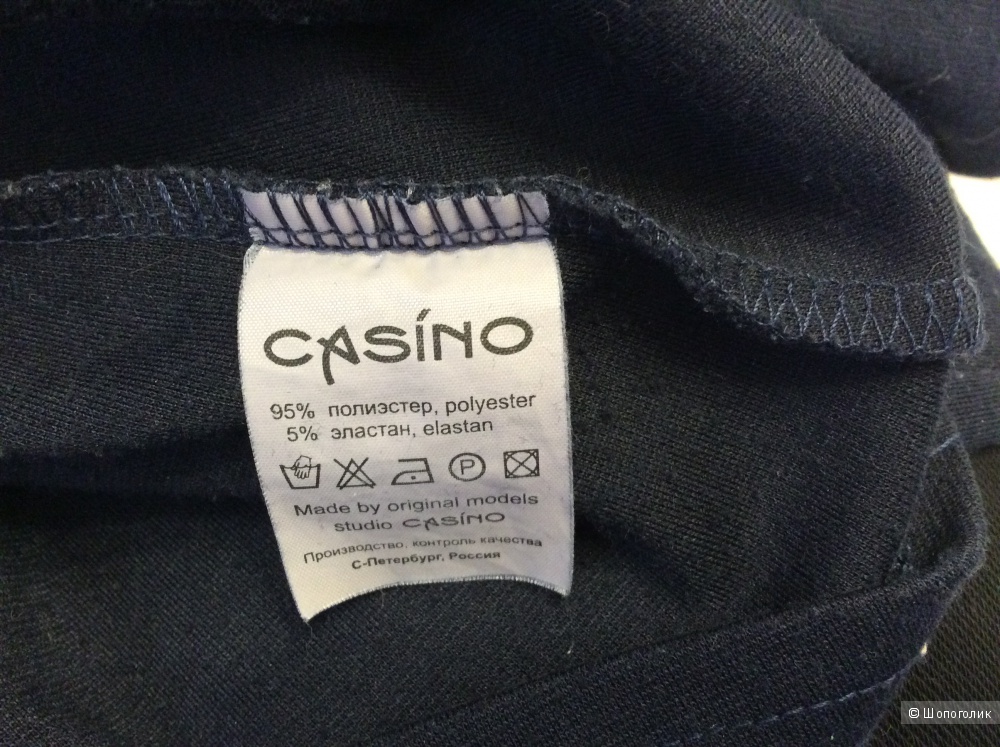 CASÍNO
95% полиэстер, polyester
5% эластан, elastan
P
Made by original models
studio CASÍNO
Производство, контроль качества
С-Петербург, Россия
© Шопоголик